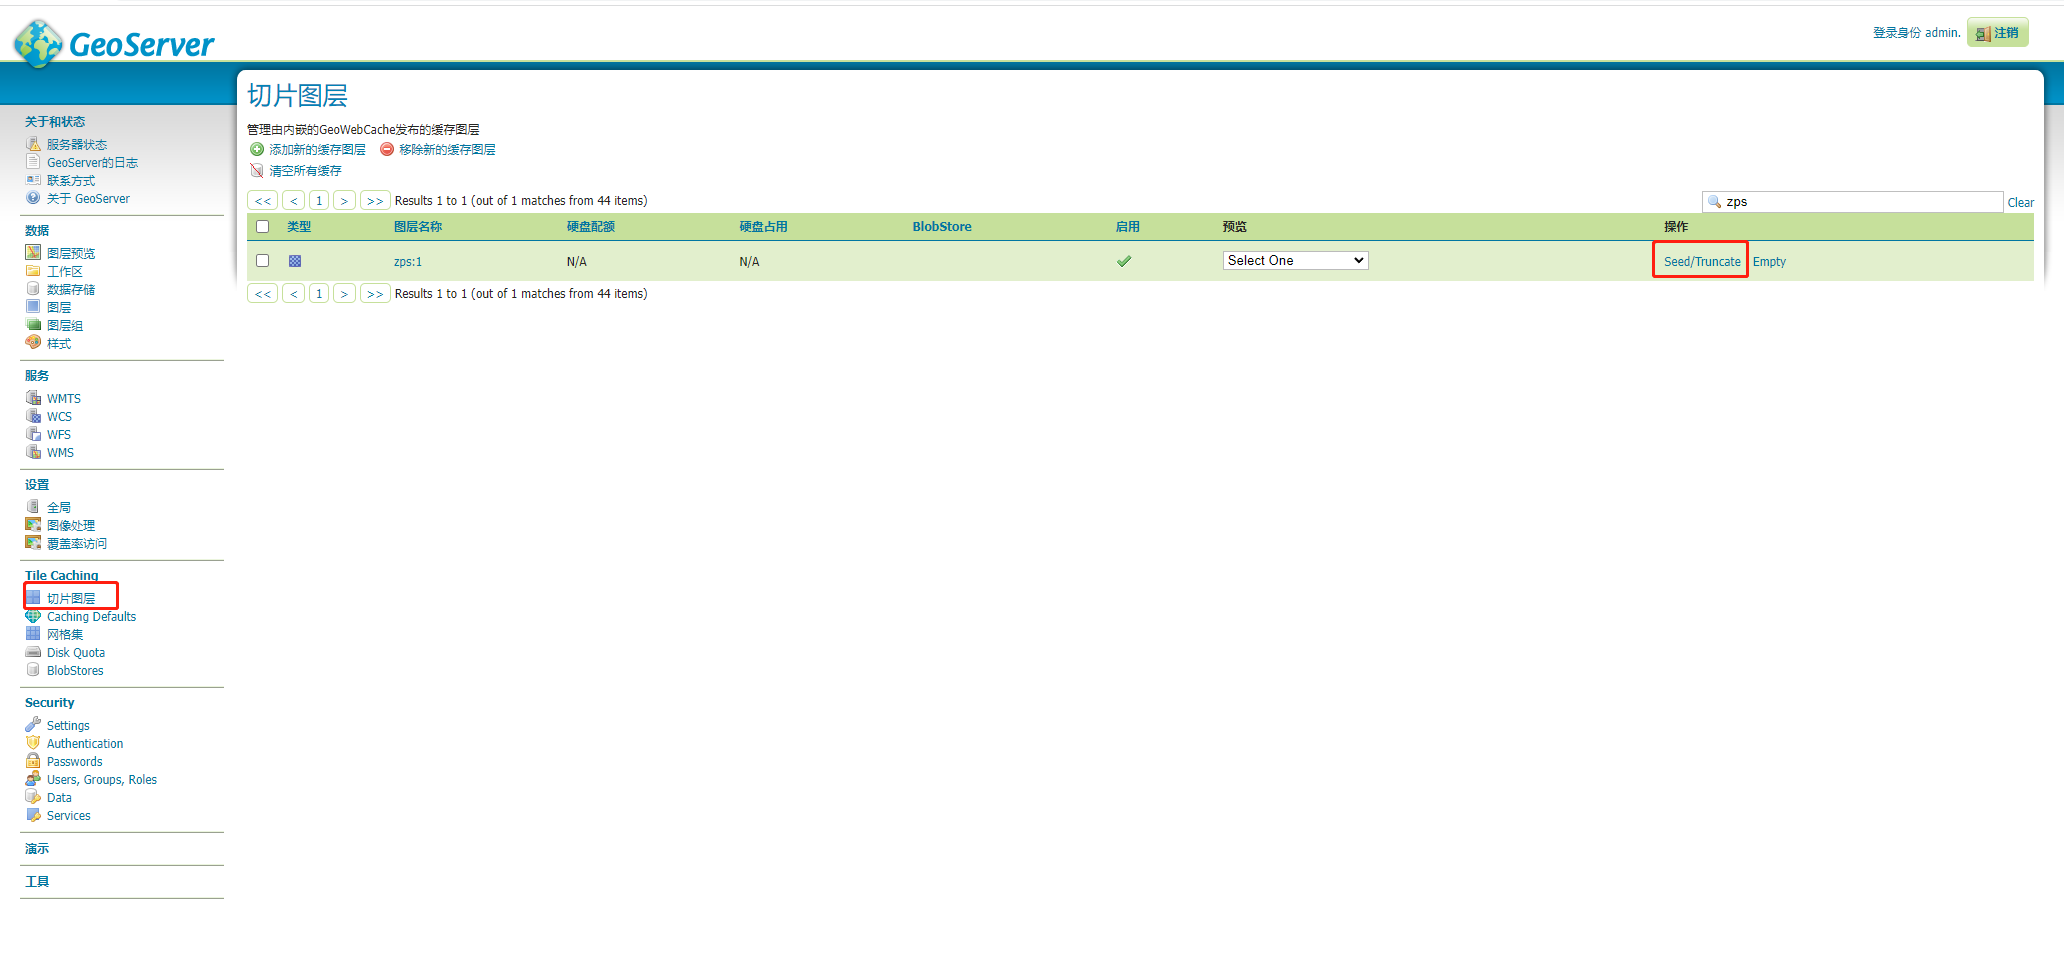 GeoServer
登录身份 admin.
注销
关于和状态
服务器状态
GeoServer的日志
联系方式
关于 GeoServer
数据
图层预览
工作区
数据存储
图层
图层组
样式
服务
WMTS
WCS
WFS
WMS
设置
全局
图像处理
覆盖率访问
Tile Caching
切片图层
Caching Defaults
网格集
Disk Quota
BlobStores
Security
Settings
Authentication
Passwords
Users, Groups, Roles
Data
Services
演示
工具
切片图层
管理由内嵌的GeoWebCache发布的缓存图层
添加新的缓存图层 移除新的缓存图层
清空所有缓存
<< < 1 > >> Results 1 to 1 (out of 1 matches from 44 items) zps Clear
类型 图层名称 硬盘配额 硬盘占用 BlobStore 启用 预览 操作
zps:1 N/A N/A Select One Seed/Truncate Empty
<< < 1 > >> Results 1 to 1 (out of 1 matches from 44 items)